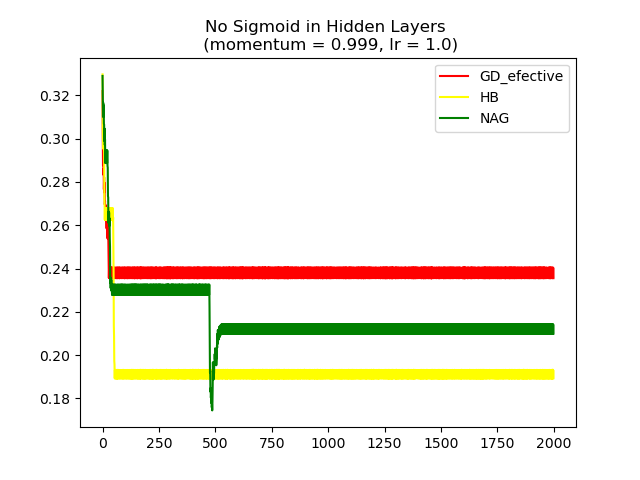 No Sigmoid in Hidden Layers
(momentum = 0.999, lr = 1.0)
GD_efective
HB
NAG
0.32
0.30
0.28
0.26
0.24
0.22
0.20
0.18
0 250 500 750 1000 1250 1500 1750 2000